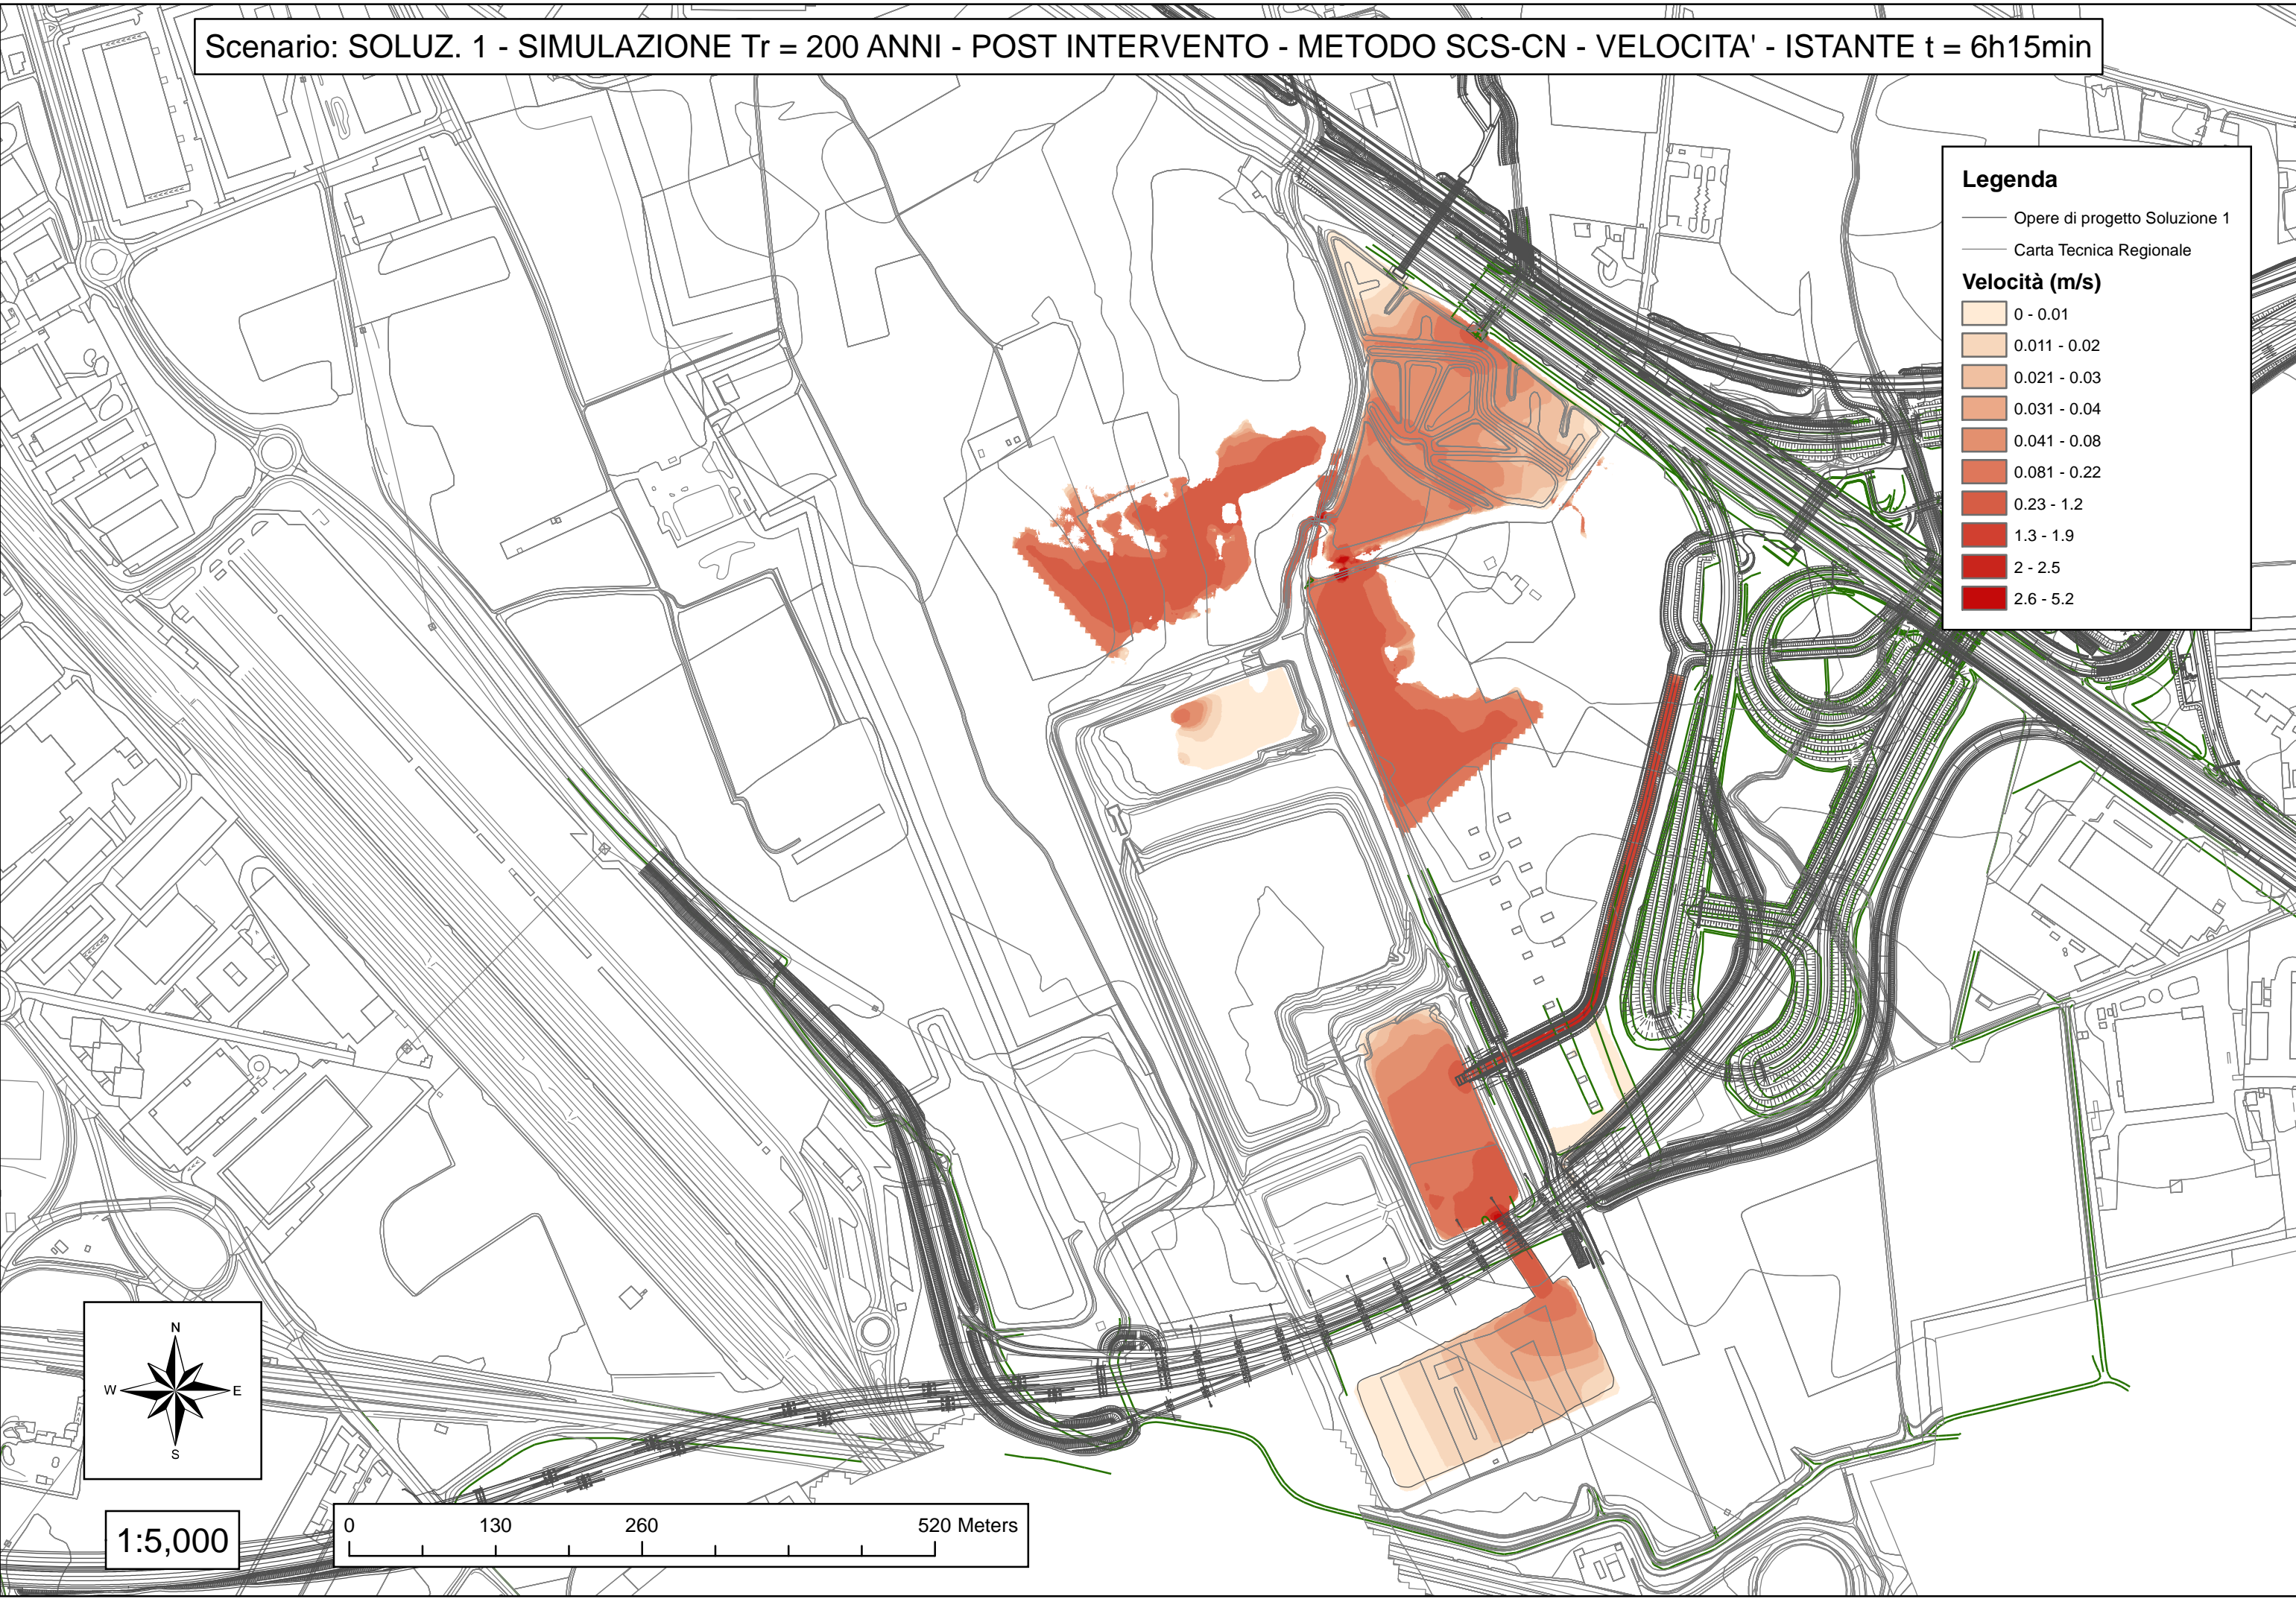 Scenario: SOLUZ. 1 - SIMULAZIONE Tr = 200 ANNI - POST INTERVENTO - METODO SCS-CN - VELOCITA' - ISTANTE t = 6h15min
Legenda
Opere di progetto Soluzione 1
Carta Tecnica Regionale
Velocità (m/s)
0 - 0.01
0.011 - 0.02
0.021 - 0.03
0.031 - 0.04
0.041 - 0.08
0.081 - 0.22
0.23 - 1.2
1.3 - 1.9
2 - 2.5
2.6 - 5.2
N
W E
S
1:5,000
0 130 260 520 Meters